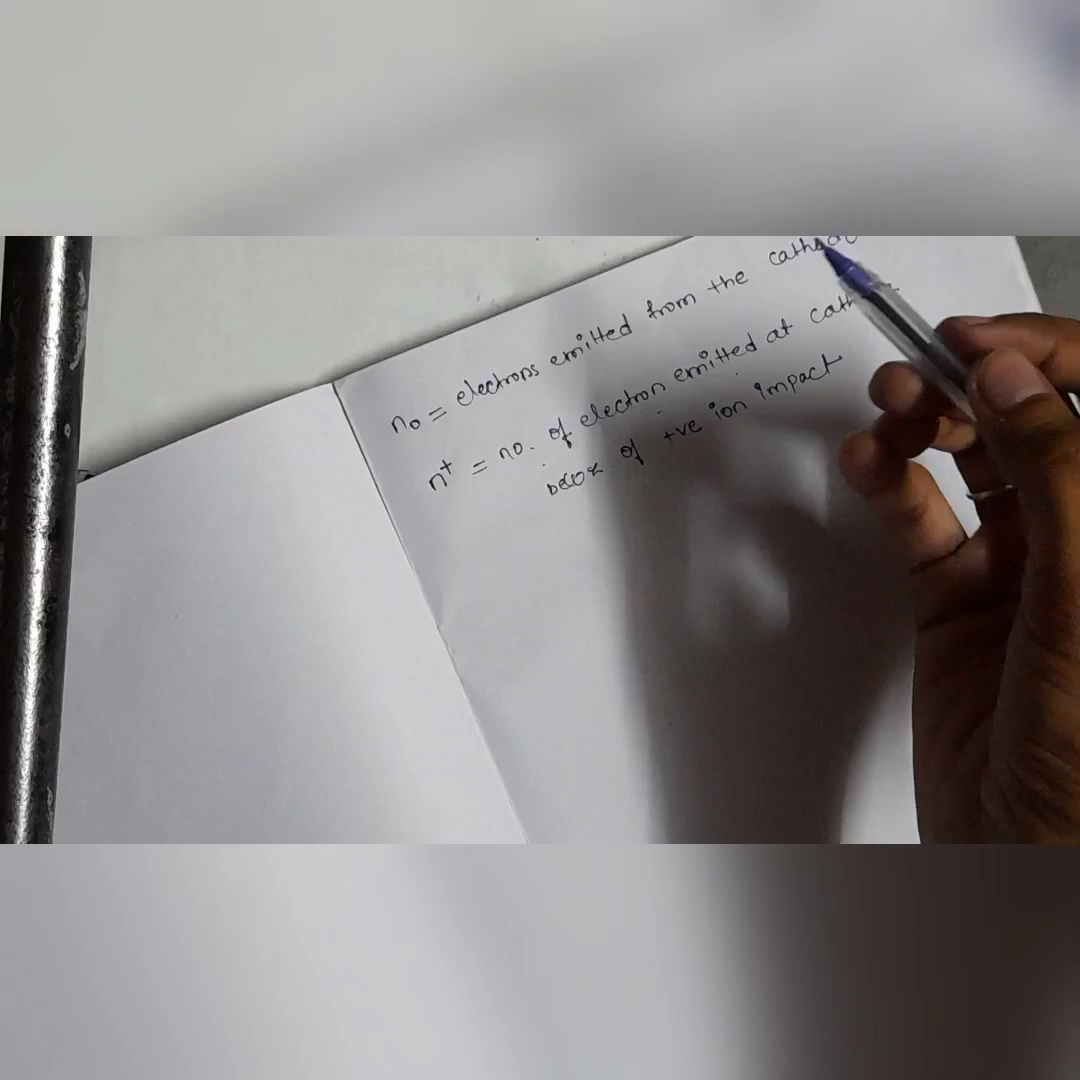 n₀ = electrons emitted from the
n⁺ = no. of electron emitted at
of +ve ion impact